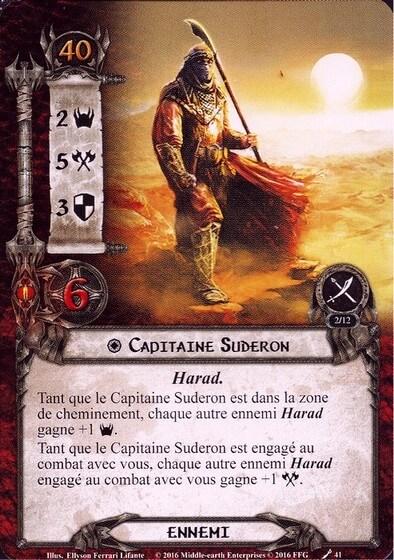 40
2
5
3
6
2/12
Capitaine Suderon
Harad.
Tant que le Capitaine Suderon est dans la zone
de cheminement, chaque autre ennemi Harad
gagne +1 .
Tant que le Capitaine Suderon est engagé au
combat avec vous, chaque autre ennemi Harad
engagé au combat avec vous gagne +1 .
ENNEMI
Illus. Ellyson Ferrari Lifante © 2016 Middle-earth Enterprises © 2016 FFG 41